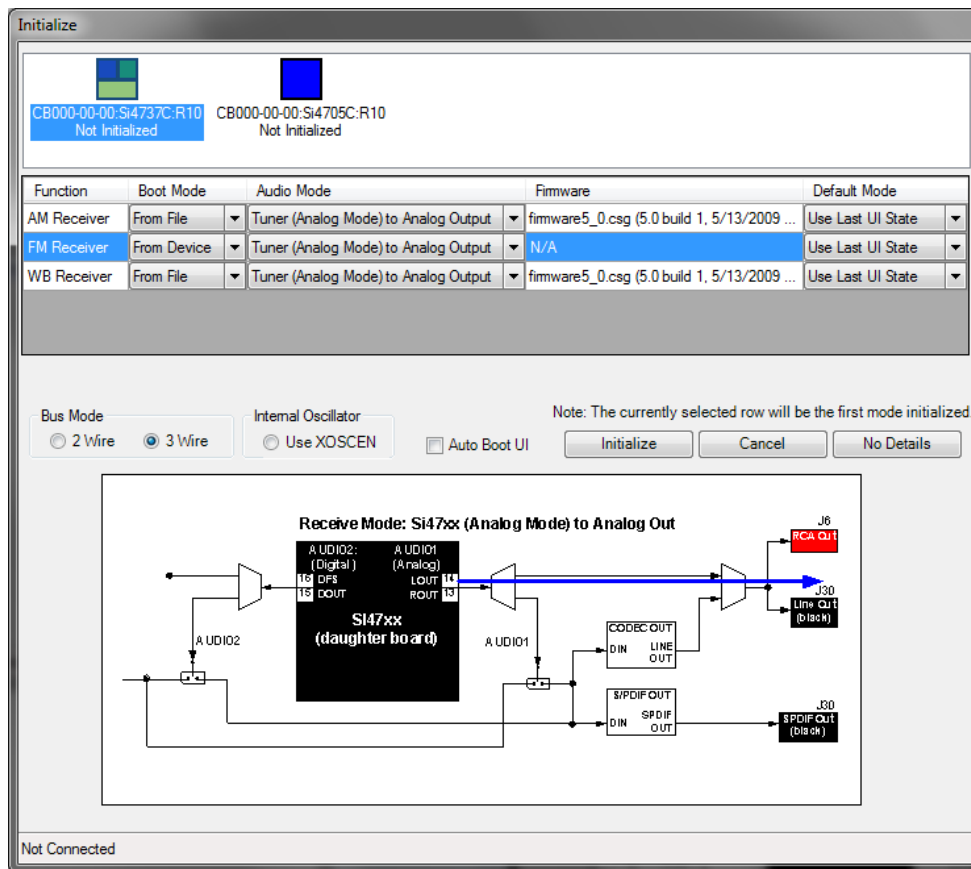 Initialize
CB000-00-00:Si4737C:R10 CB000-00-00:Si4705C:R10
Not Initialized Not Initialized
Function Boot Mode Audio Mode Firmware Default Mode
AM Receiver From File Tuner (Analog Mode) to Analog Output firmware5_0.csg (5.0 build 1, 5/13/2009 ... Use Last UI State
FM Receiver From Device Tuner (Analog Mode) to Analog Output N/A Use Last UI State
WB Receiver From File Tuner (Analog Mode) to Analog Output firmware5_0.csg (5.0 build 1, 5/13/2009 ... Use Last UI State
Note: The currently selected row will be the first mode initialized
Bus Mode Internal Oscillator
2 Wire 3 Wire Use XOSCEN Auto Boot UI Initialize Cancel No Details
Receive Mode: Si47xx (Analog Mode) to Analog Out
J6
RCA Out
AUDIO2: AUDIO1
(Digital) (Analog)
16 DFS LOUT 14
15 DOUT ROUT 13
J30
Line Out
(black)
SI47xx
(daughter board)
AUDIO2 AUDIO1
CODEC OUT
DIN LINE
OUT
S/PDIF OUT
DIN SPDIF
OUT
J30
SPDIF Out
(black)
Not Connected